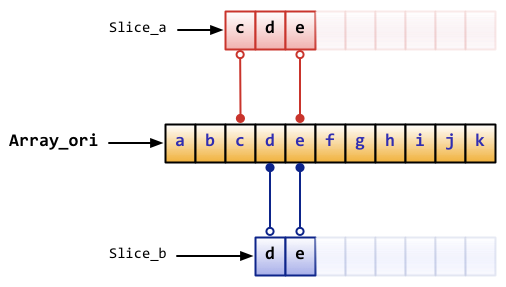 Slice_a c d e
Array_ori a b c d e f g h i j k
Slice_b d e